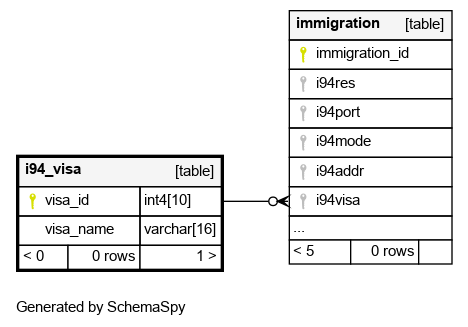 immigration [table]
immigration_id
i94res
i94port
i94mode
i94addr
i94visa
...
< 5 0 rows
i94_visa [table]
visa_id int4[10]
visa_name varchar[16]
< 0 0 rows 1 >
Generated by SchemaSpy